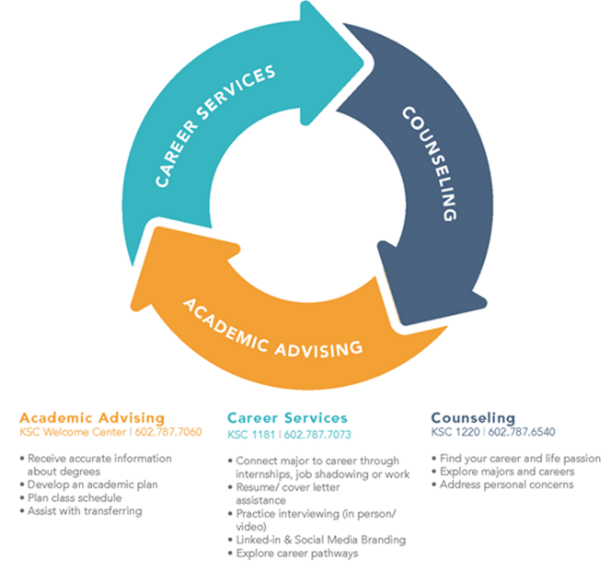 CAREER SERVICES
COUNSELING
ACADEMIC ADVISING
Academic Advising
KSC Welcome Center | 602.787.7060
• Receive accurate information
about degrees
• Develop an academic plan
• Plan class schedule
• Assist with transferring
Career Services
KSC 1181 | 602.787.7073
• Connect major to career through
internships, job shadowing or work
• Resume/ cover letter
assistance
• Practice interviewing (in person/
video)
• Linked-in & Social Media Branding
• Explore career pathways
Counseling
KSC 1220 | 602.787.6540
• Find your career and life passion
• Explore majors and careers
• Address personal concerns